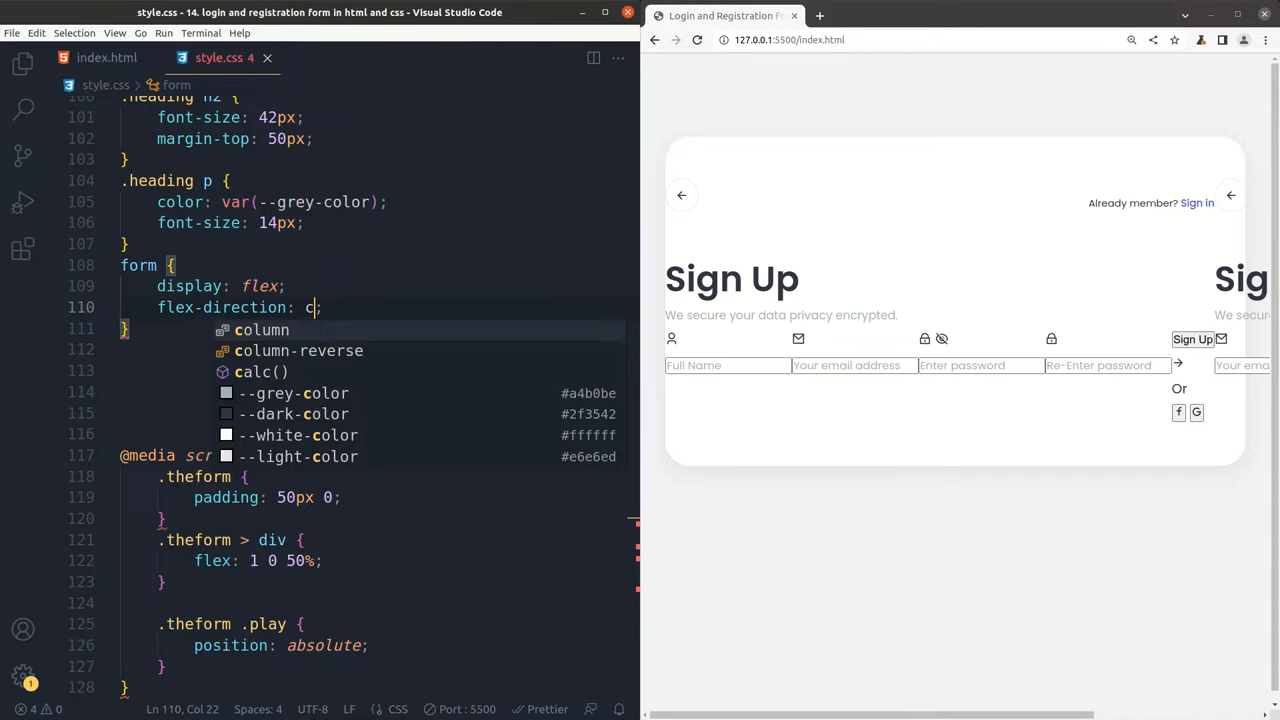 style.css - 14. login and registration form in html and css - Visual Studio Code
File Edit Selection View Go Run Terminal Help
index.html
style.css 4
style.css
form
100 .heading h2 {
101 font-size: 42px;
102 margin-top: 50px;
103 }
104 .heading p {
105 color: var(--grey-color);
106 font-size: 14px;
107 }
108 form {
109 display: flex;
110 flex-direction: c;
111 }
column
112
column-reverse
113
calc()
114
--grey-color #a4b0be
115
--dark-color #2f3542
116
--white-color #ffffff
117 @media scr
--light-color #e6e6ed
118 .theform {
119 padding: 50px 0;
120 }
121 .theform > div {
122 flex: 1 0 50%;
123 }
124
125 .theform .play {
126 position: absolute;
127 }
128 }
1
4 0 Ln 110, Col 22 Spaces: 4 UTF-8 LF CSS Port : 5500 Prettier
Login and Registration F
127.0.0.1:5500/index.html
Already member? Sign in
Sign Up
Sig
We secure your data privacy encrypted.
We secu
Sign Up
Full Name
Your email address
Enter password
Re-Enter password
Your ema
Or
f G